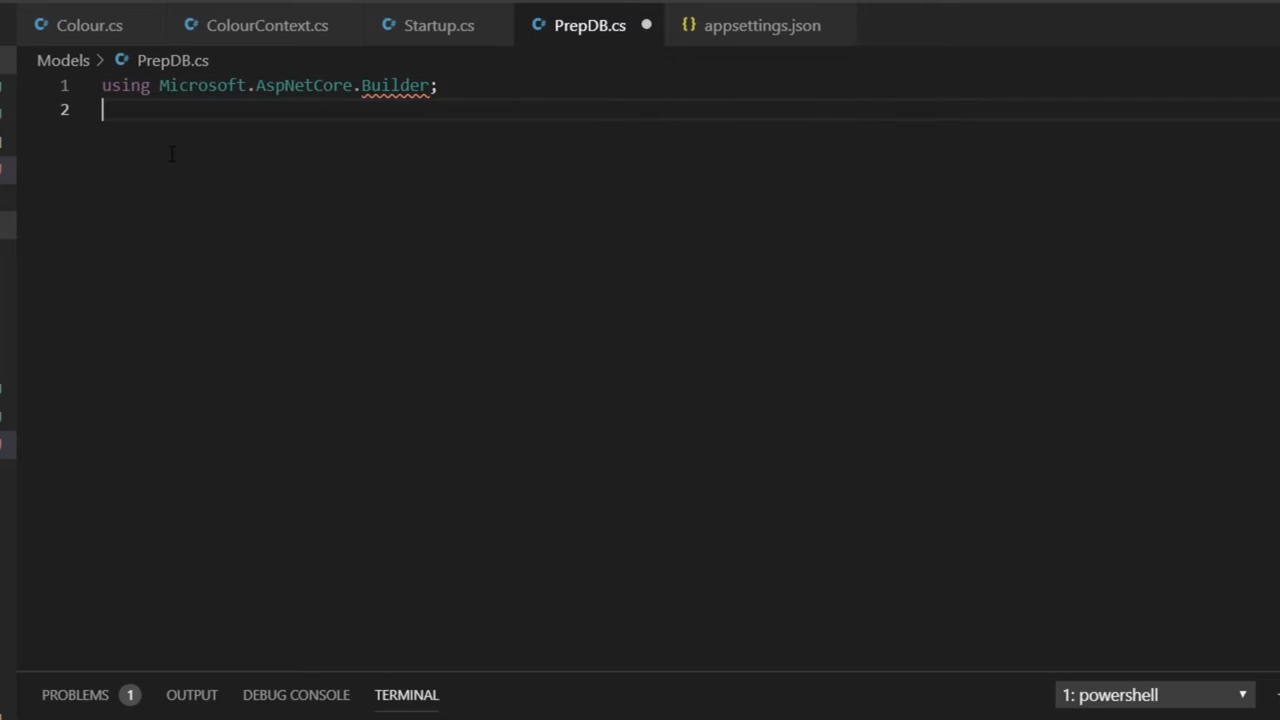 Colour.cs ColourContext.cs Startup.cs PrepDB.cs {} appsettings.json
Models > PrepDB.cs
1 using Microsoft.AspNetCore.Builder;
2
PROBLEMS 1 OUTPUT DEBUG CONSOLE TERMINAL 1: powershell